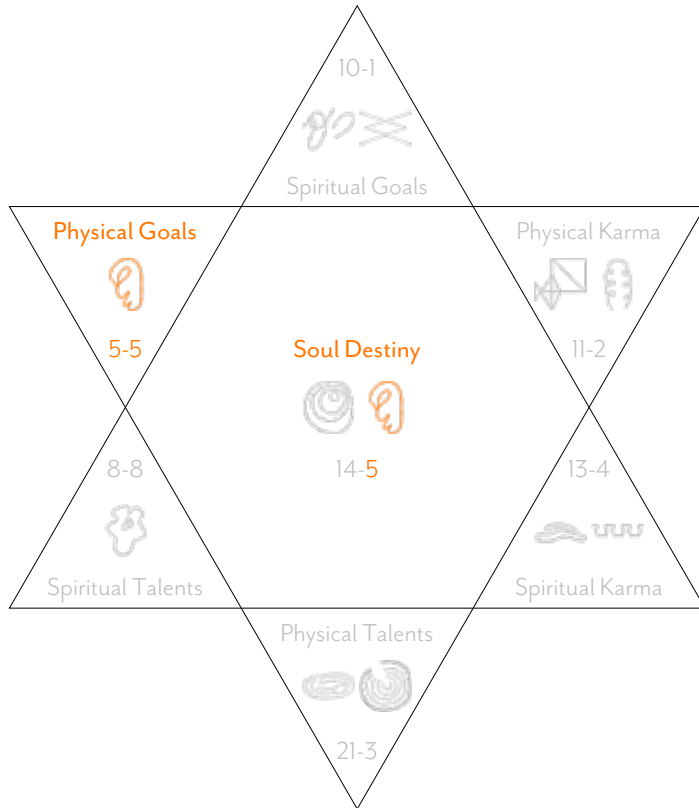 10-1
Spiritual Goals
Physical Goals
Physical Karma
5-5
Soul Destiny
11-2
8-8
14-5
13-4
Spiritual Talents
Spiritual Karma
Physical Talents
21-3